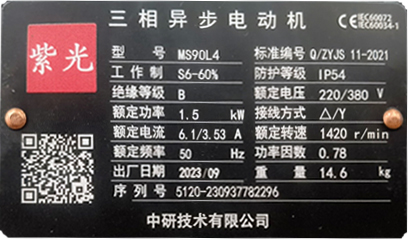 三相异步电动机
CE IEC60072
IEC60034-1
紫光
型号 MS90L4 标准编号 Q/ZYJS 11-2021
工作制 S6-60% 防护等级 IP54
绝缘等级 B 额定电压 220/380 V
额定功率 1.5 kW 接线方式 △/Y
额定电流 6.1/3.53 A 额定转速 1420 r/min
额定频率 50 Hz 功率因数 0.78
出厂日期 2023/09 重量 14.6 kg
序列号 5120-230937782296
中研技术有限公司